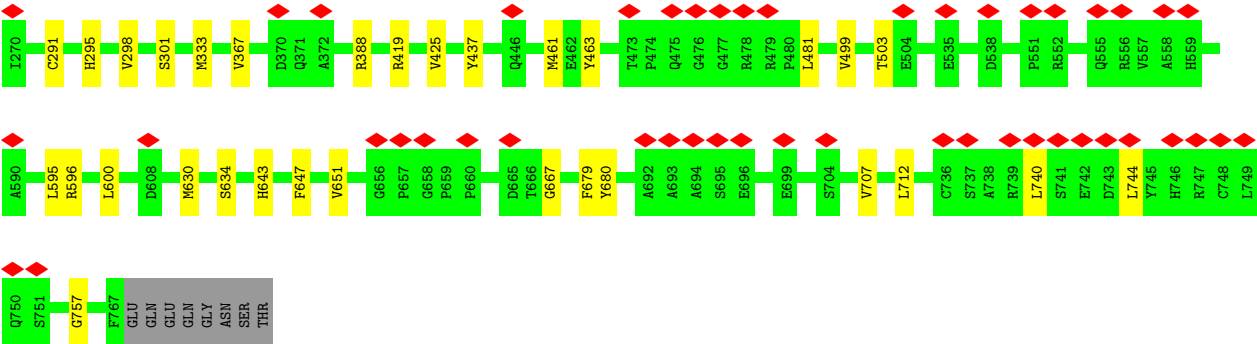 I270 C291 H295 V298 S301 M333 V367 D370 Q371 A372 R388 R419 V425 Y437 Q446 M461 E462 Y463 T473 P474 Q475 G476 G477 R478 R479 P480 L481 V499 T503 E504 E535 D538 P551 R552 Q555 R556 V557 A558 H559
A590 L595 R596 L600 D608 M630 S634 H643 F647 V651 G656 P657 G658 P659 P660 D665 T666 G667 F679 Y680 A692 A693 A694 S695 E696 E699 S704 V707 L712 C736 S737 A738 R739 L740 S741 E742 D743 L744 Y745 H746 R747 C748 L749
Q750 S751 G757 F767 GLU GLN GLU GLN GLY ASN SER THR